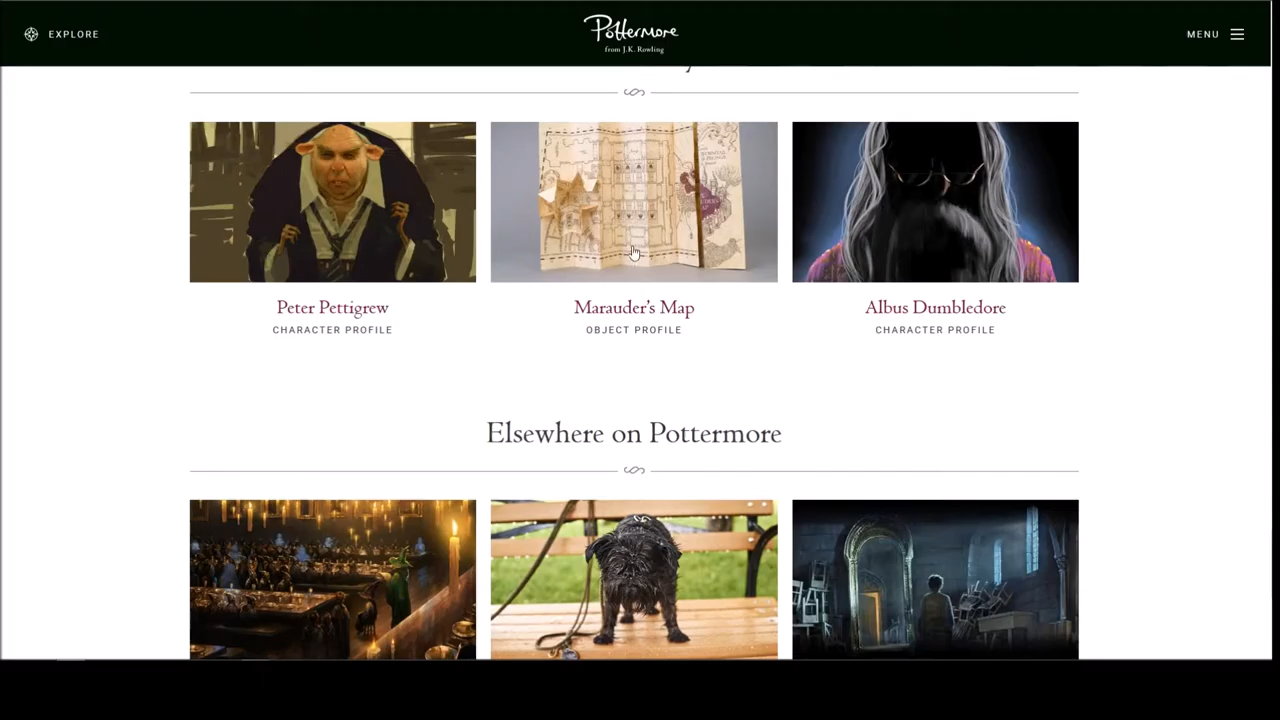 EXPLORE
Pottermore
from J.K. Rowling
MENU
Peter Pettigrew
Marauder's Map
Albus Dumbledore
CHARACTER PROFILE
OBJECT PROFILE
CHARACTER PROFILE
Elsewhere on Pottermore